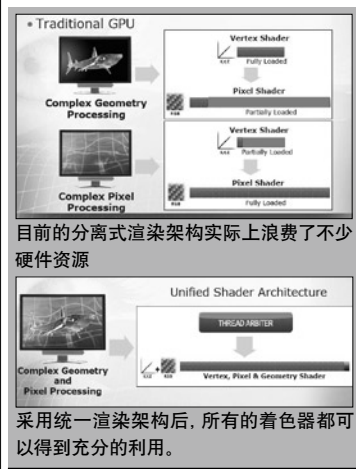 • Traditional GPU
Vertex Shader
Fully Loaded
Pixel Shader
Partially Loaded
Complex Geometry
Processing
Vertex Shader
Partially Loaded
Pixel Shader
Fully Loaded
Complex Pixel
Processing
目前的分离式渲染架构实际上浪费了不少
硬件资源
Unified Shader Architecture
THREAD ARBITER
Vertex, Pixel & Geometry Shader
Complex Geometry
and
Pixel Processing
采用统一渲染架构后,所有的着色器都可
以得到充分的利用。